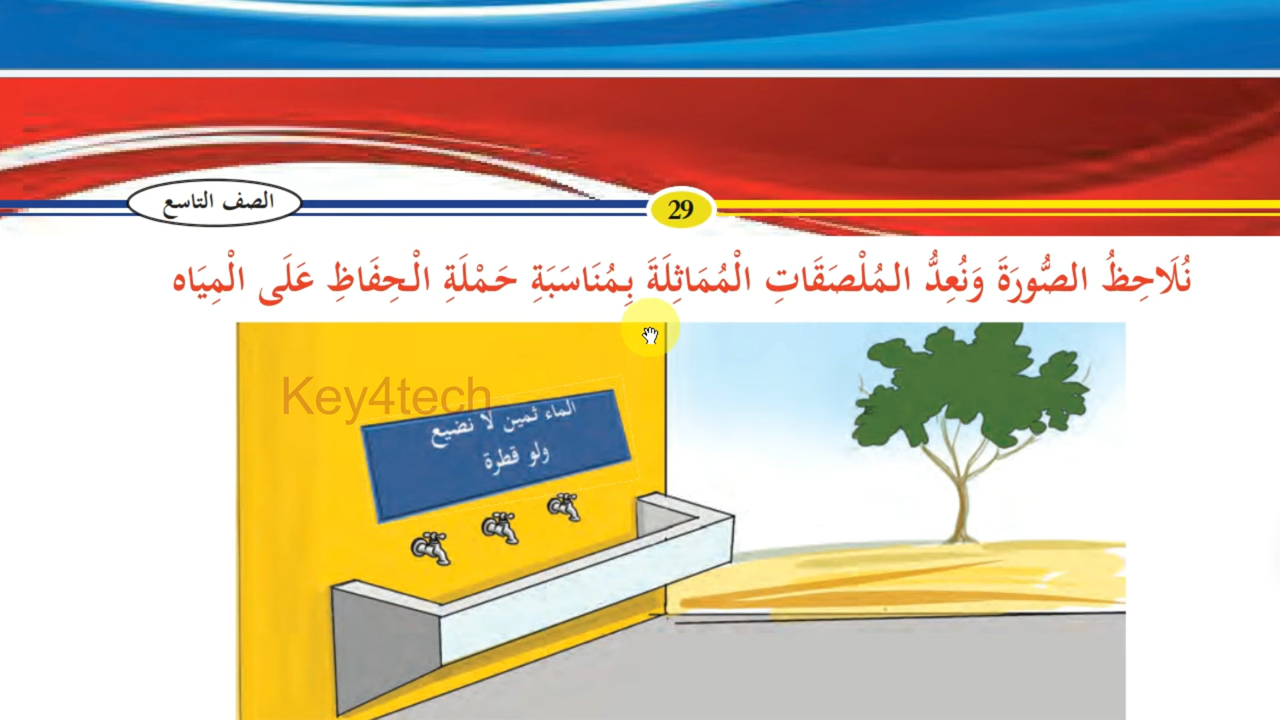 الصف التاسع
29
نُلَاحِظُ الصُّورَةَ وَنُعِدُّ الْمُلْصَقَاتِ الْمُمَاثِلَةَ بِمُنَاسَبَةِ حَمْلَةِ الْحِفَاظِ عَلَى الْمِيَاه
Key4tech
الماء ثمين لا نضيع
ولو قطرة